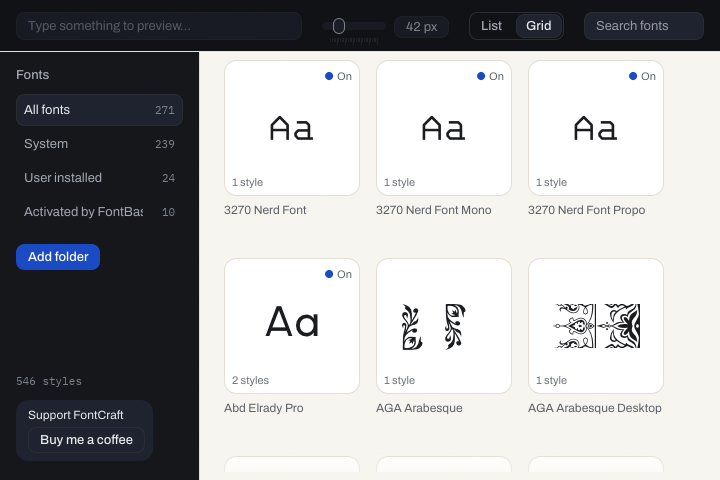 Type something to preview...
42 px
List
Grid
Search fonts
Fonts
All fonts 271
System 239
User installed 24
Activated by FontBas 10
Add folder
546 styles
Support FontCraft
Buy me a coffee
On
Aa
1 style
3270 Nerd Font
On
Aa
1 style
3270 Nerd Font Mono
On
Aa
1 style
3270 Nerd Font Propo
On
Aa
2 styles
Abd Elrady Pro
1 style
AGA Arabesque
1 style
AGA Arabesque Desktop